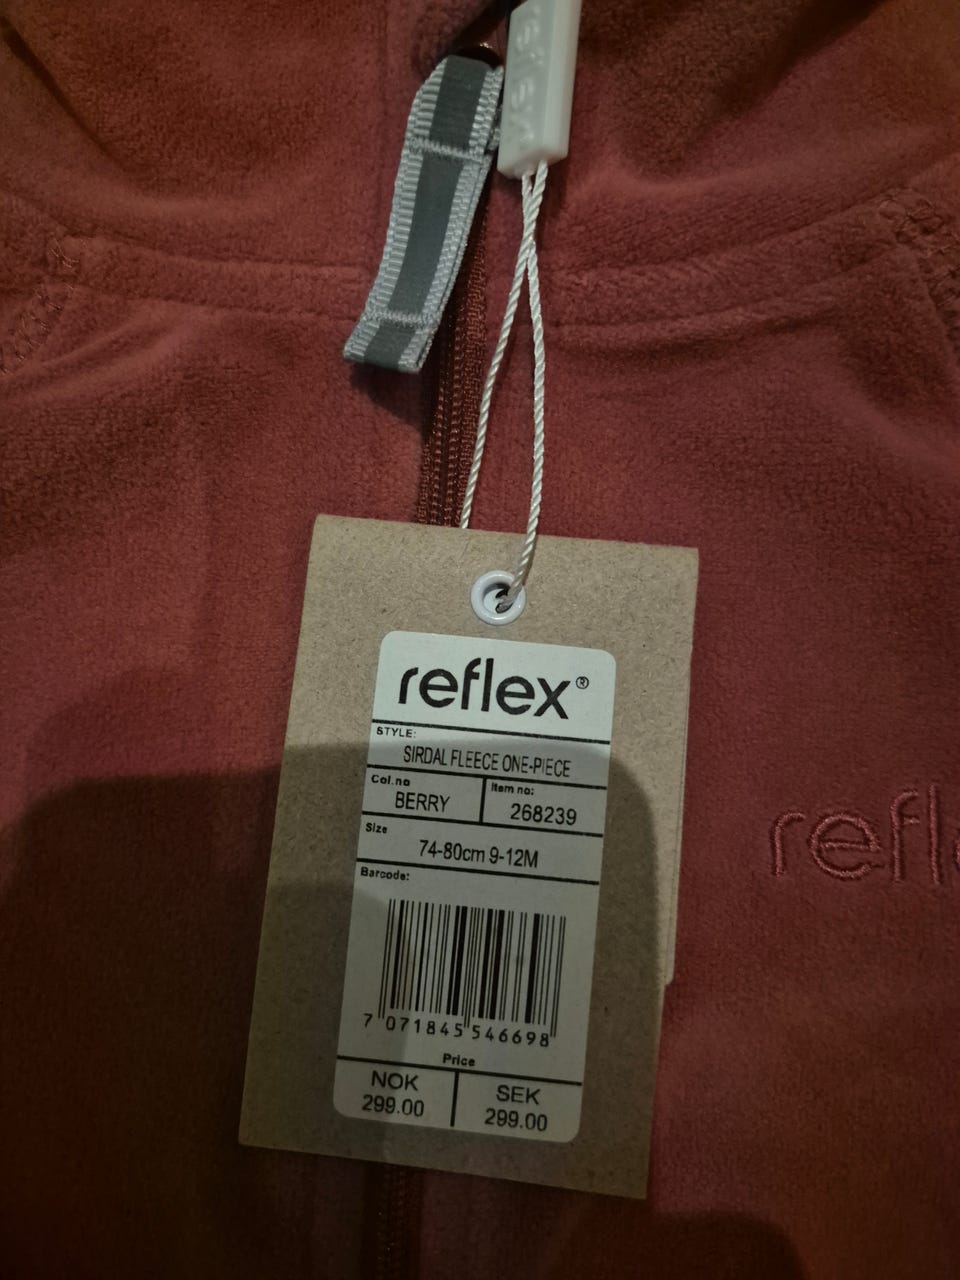 reflex®
STYLE:
SIRDAL FLEECE ONE-PIECE
Col.no
BERRY
Item no:
268239
Size
74-80cm 9-12M
Barcode:
7 071845 546698
Price
NOK
299.00
SEK
299.00
refle